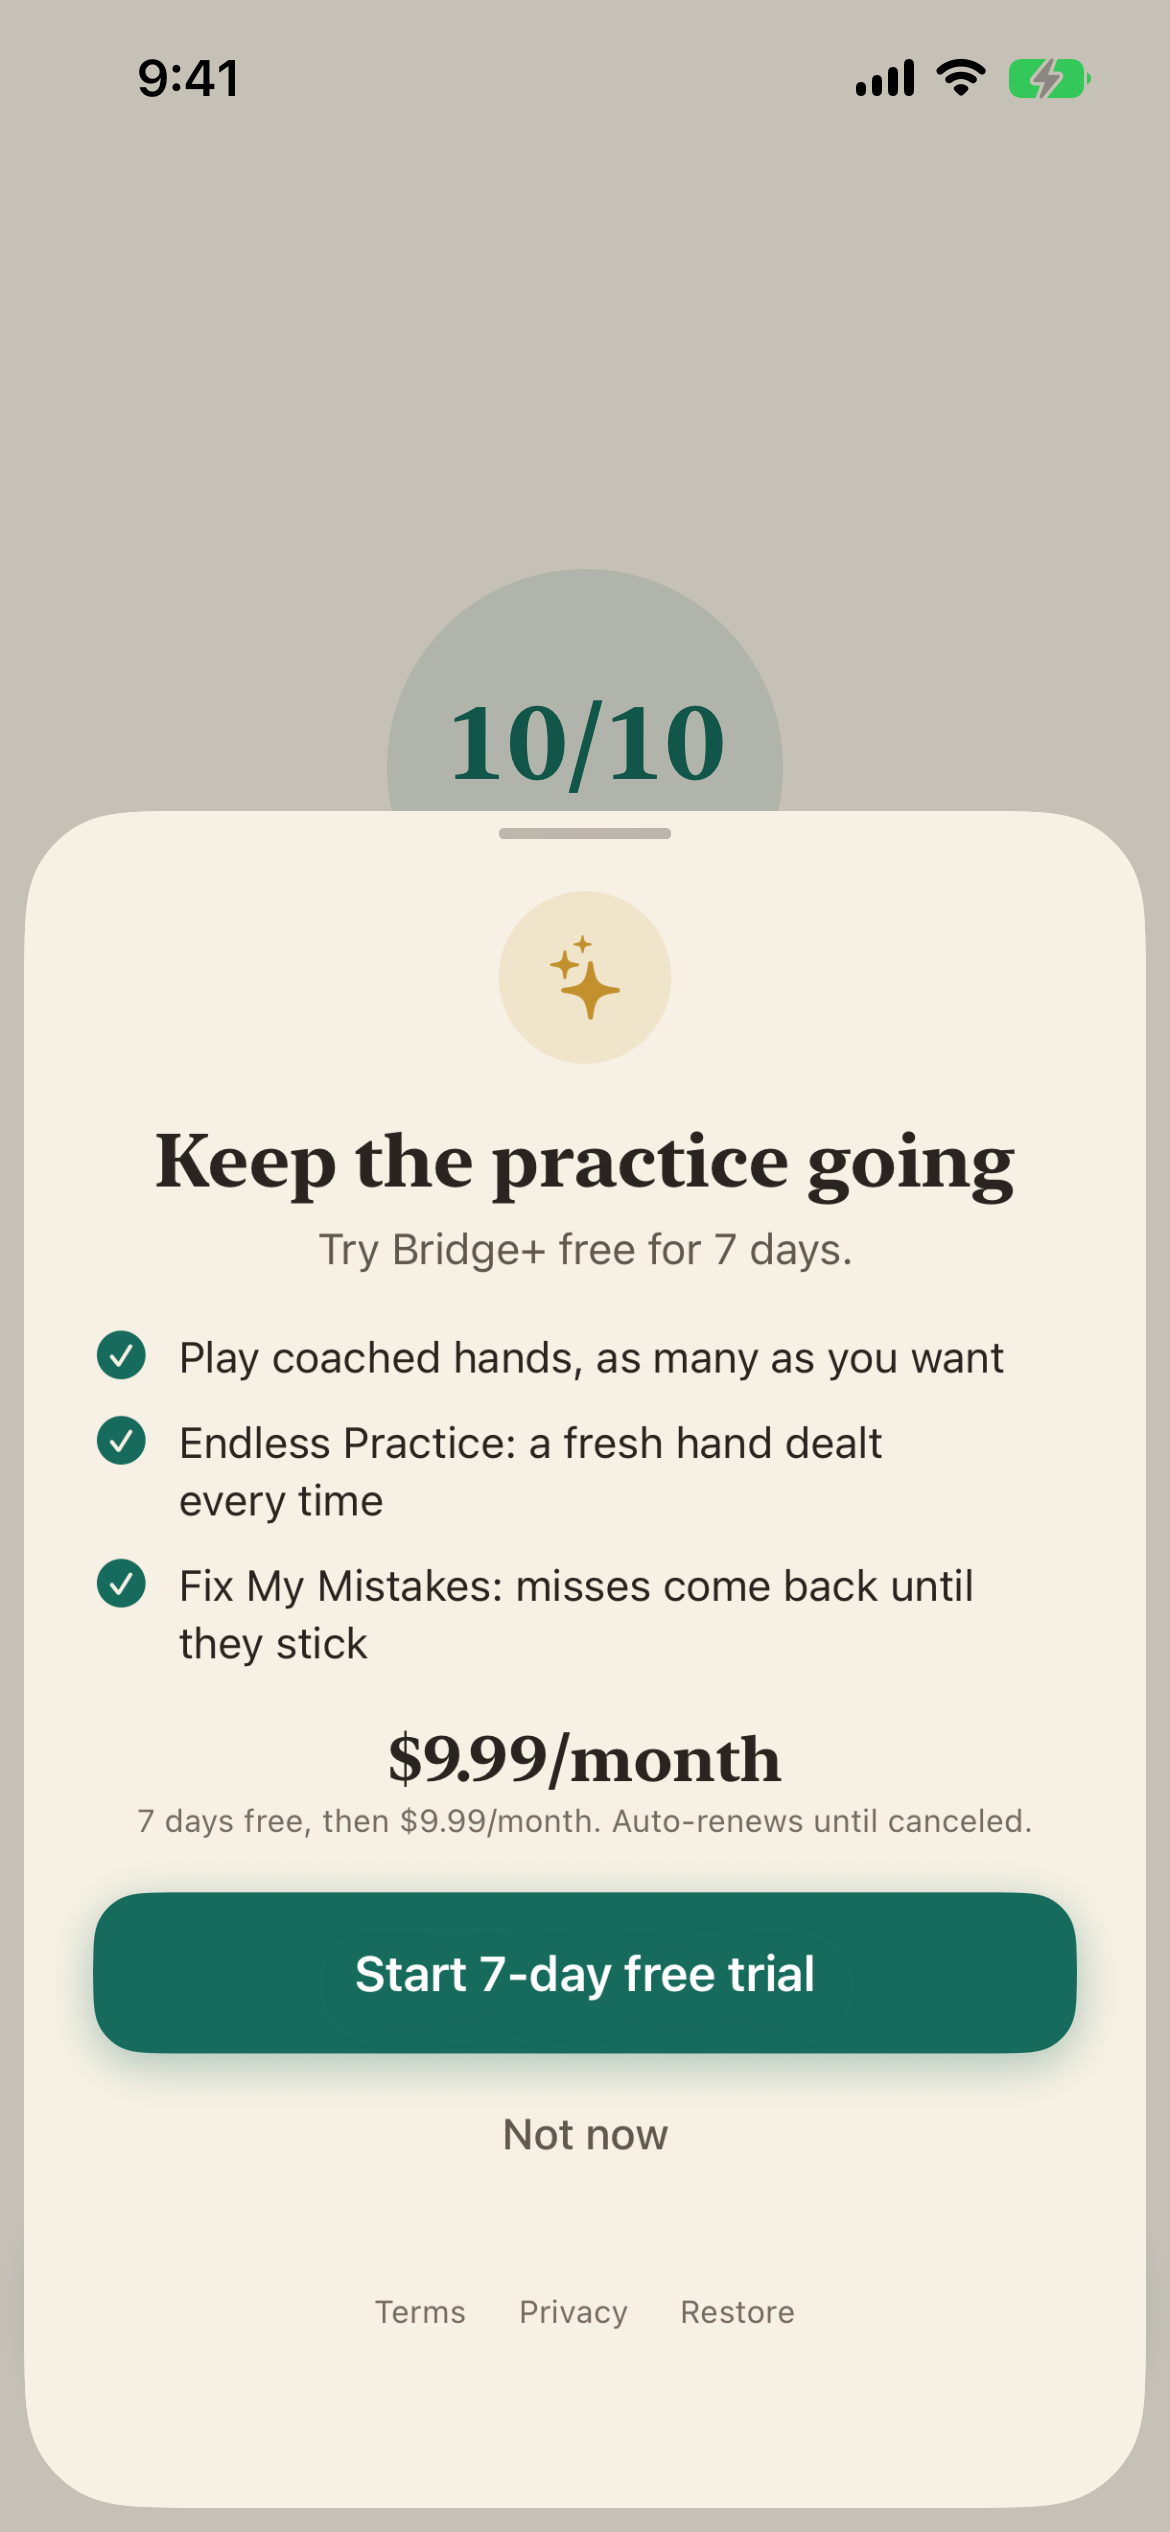 9:41
10/10
Keep the practice going
Try Bridge+ free for 7 days.
Play coached hands, as many as you want
Endless Practice: a fresh hand dealt
every time
Fix My Mistakes: misses come back until
they stick
$9.99/month
7 days free, then $9.99/month. Auto-renews until canceled.
Start 7-day free trial
Not now
Terms Privacy Restore